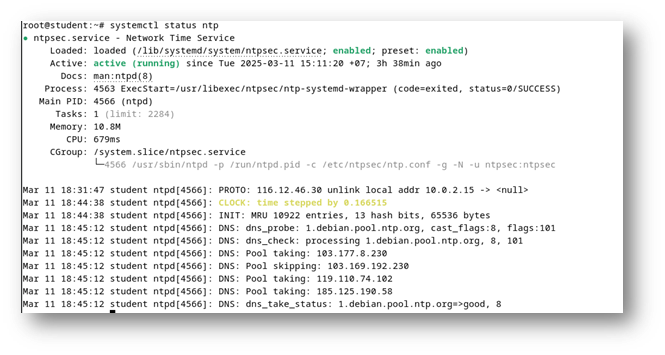 root@student:~# systemctl status ntp
● ntpsec.service - Network Time Service
Loaded: loaded (/lib/systemd/system/ntpsec.service; enabled; preset: enabled)
Active: active (running) since Tue 2025-03-11 15:11:20 +07; 3h 38min ago
Docs: man:ntpd(8)
Process: 4563 ExecStart=/usr/libexec/ntpsec/ntp-systemd-wrapper (code=exited, status=0/SUCCESS)
Main PID: 4566 (ntpd)
Tasks: 1 (limit: 2284)
Memory: 10.8M
CPU: 679ms
CGroup: /system.slice/ntpsec.service
└─4566 /usr/sbin/ntpd -p /run/ntpd.pid -c /etc/ntpsec/ntp.conf -g -N -u ntpsec:ntpsec
Mar 11 18:31:47 student ntpd[4566]: PROTO: 116.12.46.30 unlink local addr 10.0.2.15 -> <null>
Mar 11 18:44:38 student ntpd[4566]: CLOCK: time stepped by 0.166515
Mar 11 18:44:38 student ntpd[4566]: INIT: MRU 10922 entries, 13 hash bits, 65536 bytes
Mar 11 18:45:12 student ntpd[4566]: DNS: dns_probe: 1.debian.pool.ntp.org, cast_flags:8, flags:101
Mar 11 18:45:12 student ntpd[4566]: DNS: dns_check: processing 1.debian.pool.ntp.org, 8, 101
Mar 11 18:45:12 student ntpd[4566]: DNS: Pool taking: 103.177.8.230
Mar 11 18:45:12 student ntpd[4566]: DNS: Pool skipping: 103.169.192.230
Mar 11 18:45:12 student ntpd[4566]: DNS: Pool taking: 119.110.74.102
Mar 11 18:45:12 student ntpd[4566]: DNS: Pool taking: 185.125.190.58
Mar 11 18:45:12 student ntpd[4566]: DNS: dns_take_status: 1.debian.pool.ntp.org=>good, 8